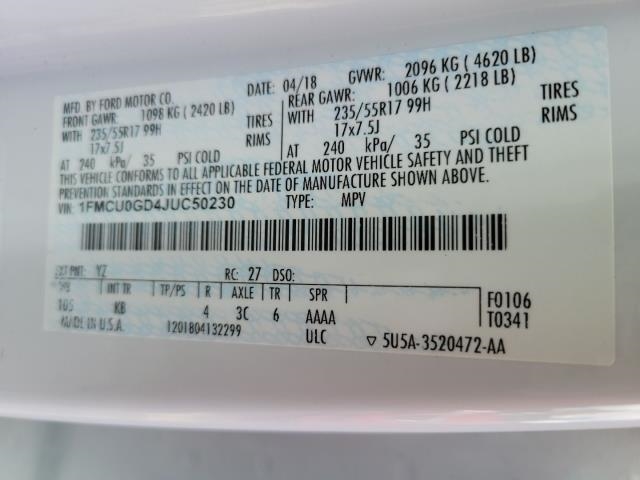 MFD. BY FORD MOTOR CO. DATE: 04/18 GVWR: 2096 KG ( 4620 LB)
FRONT GAWR: 1098 KG ( 2420 LB) REAR GAWR: 1006 KG ( 2218 LB)
WITH 235/55R17 99H TIRES WITH 235/55R17 99H TIRES
17x7.5J RIMS 17x7.5J RIMS
AT 240 kPa/ 35 PSI COLD AT 240 kPa/ 35 PSI COLD
THIS VEHICLE CONFORMS TO ALL APPLICABLE FEDERAL MOTOR VEHICLE SAFETY AND THEFT
PREVENTION STANDARDS IN EFFECT ON THE DATE OF MANUFACTURE SHOWN ABOVE.
VIN: 1FMCU0GD4JUC50230 TYPE: MPV
EXT PNT: YZ RC: 27 DSO:
INT TR TP/PS R AXLE TR SPR F0106
105 KB 4 3C 6 AAAA T0341
MADE IN U.S.A. 1201804132299 ULC ▽ 5U5A-3520472-AA